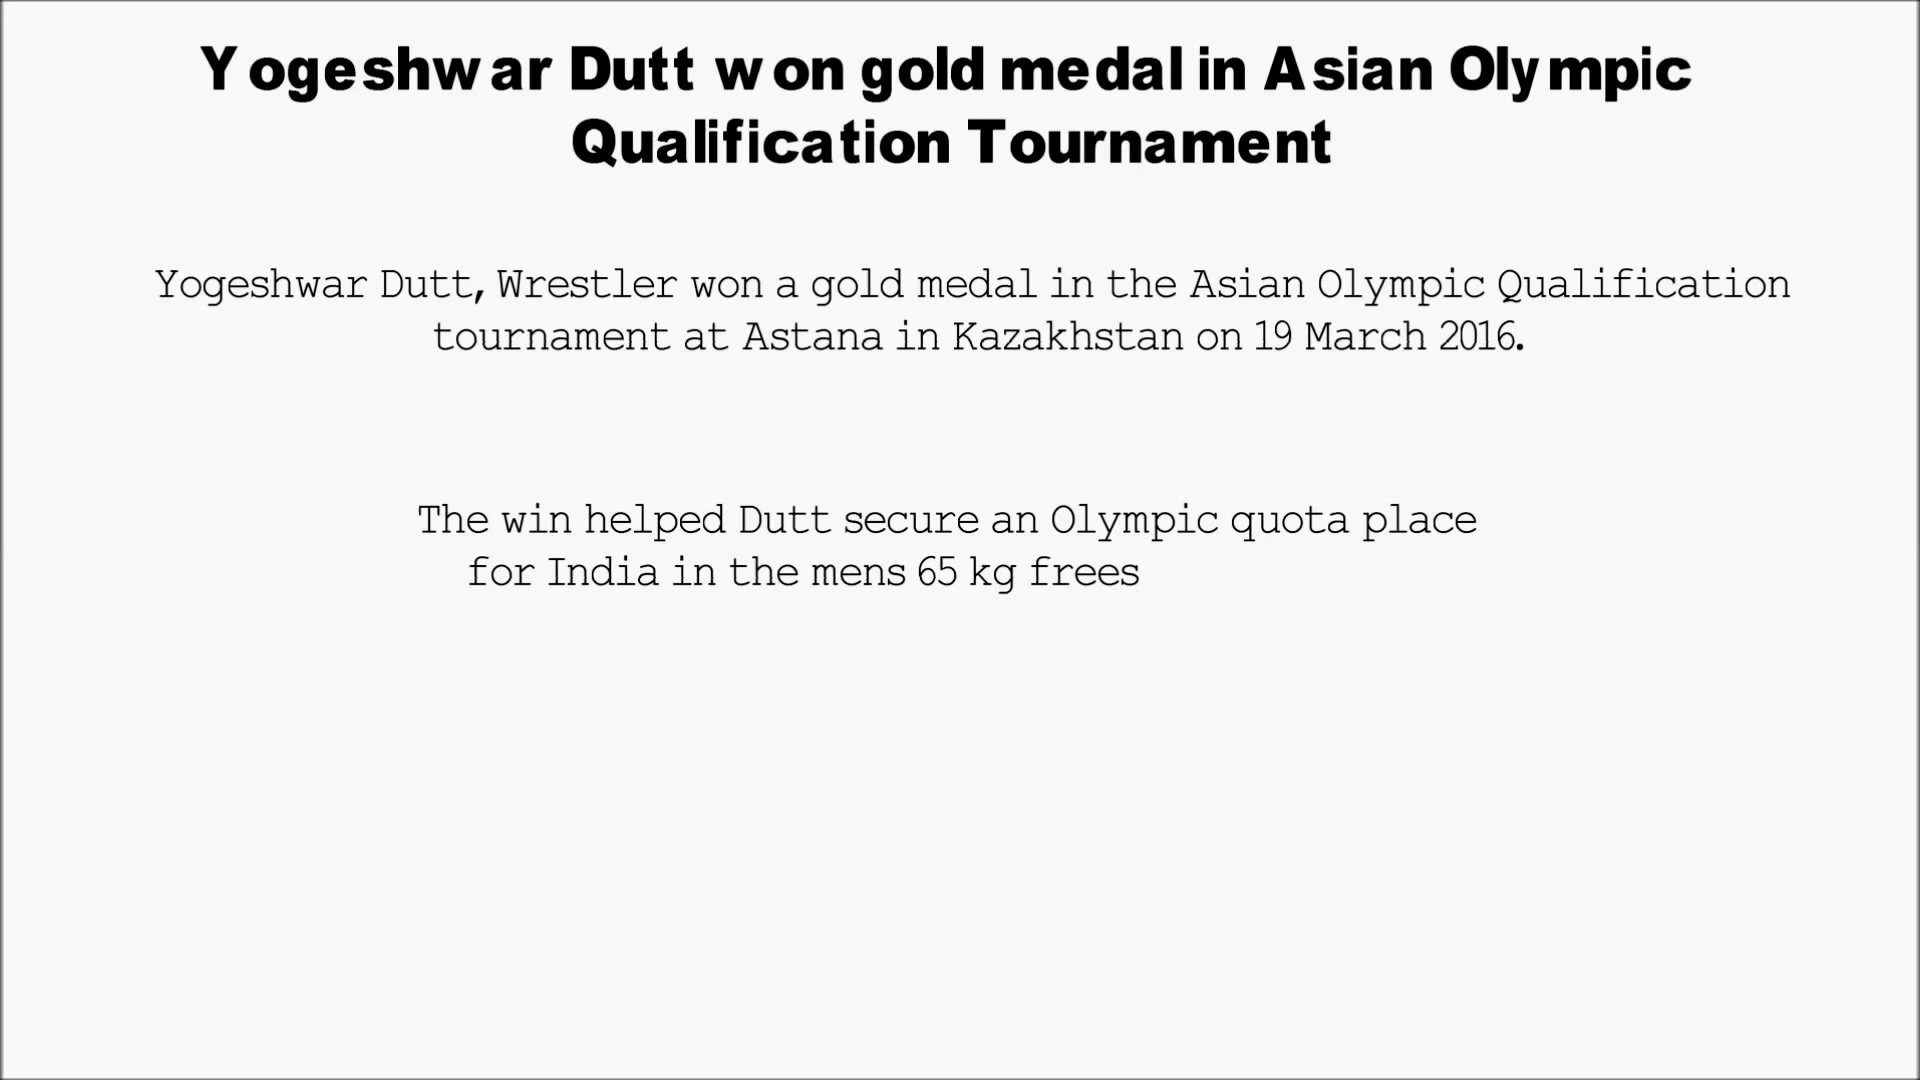 Yogeshwar Dutt won gold medal in Asian Olympic
Qualification Tournament
Yogeshwar Dutt, Wrestler won a gold medal in the Asian Olympic Qualification
tournament at Astana in Kazakhstan on 19 March 2016.
The win helped Dutt secure an Olympic quota place
for India in the mens 65 kg frees